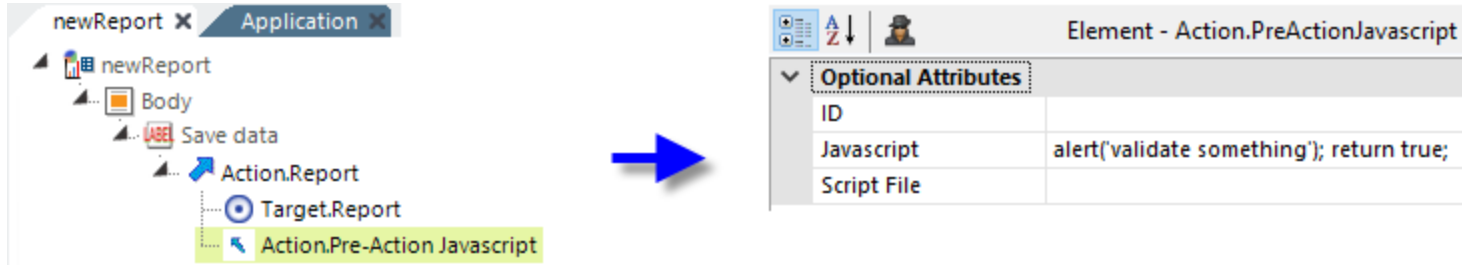 newReport
Application
newReport
Body
LABEL Save data
Action.Report
Target.Report
Action.Pre-Action Javascript
A Z
Element - Action.PreActionJavascript
Optional Attributes
ID
Javascript alert('validate something'); return true;
Script File